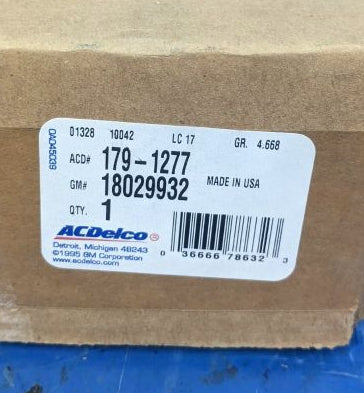 01328 10042 LC 17 GR. 4.668
OAD45039
ACD# 179-1277
GM# 18029932 MADE IN USA
QTY. 1
ACDelco ®
Detroit, Michigan 48243
©1995 GM Corporation
www.acdelco.com
0 36666 78632 3